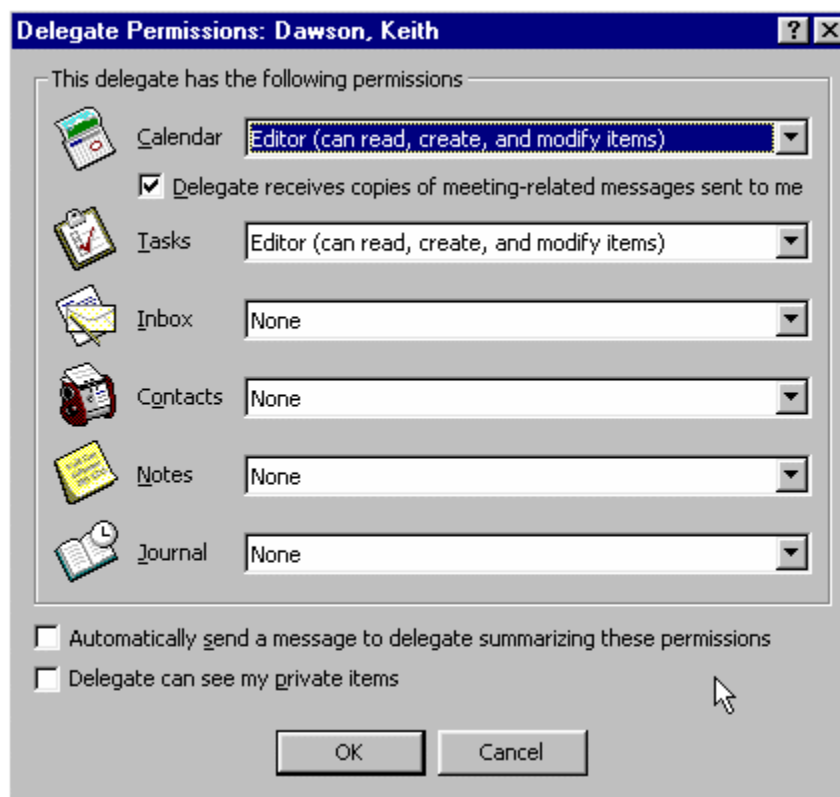 Delegate Permissions: Dawson, Keith
This delegate has the following permissions
Calendar Editor (can read, create, and modify items)
Delegate receives copies of meeting-related messages sent to me
Tasks Editor (can read, create, and modify items)
Inbox None
Contacts None
Notes None
Journal None
Automatically send a message to delegate summarizing these permissions
Delegate can see my private items
OK Cancel